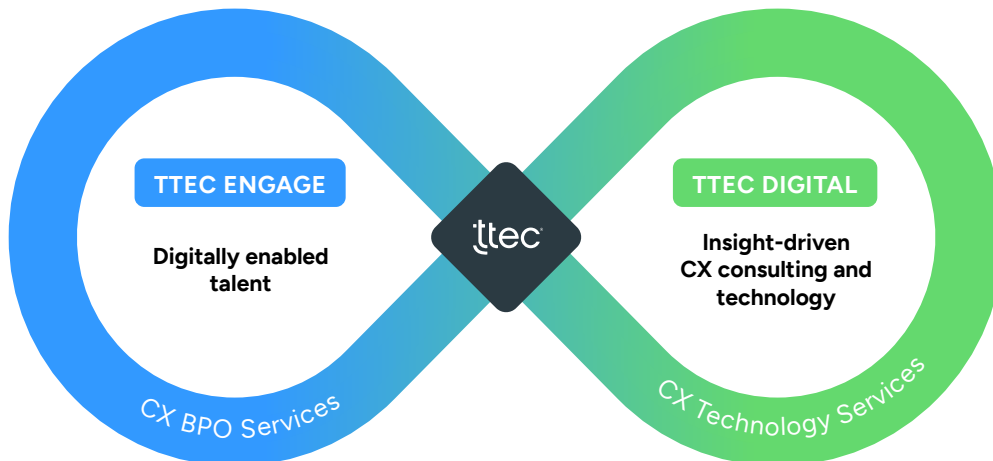 TTEC ENGAGE
Digitally enabled
talent
CX BPO Services
ttec
TTEC DIGITAL
Insight-driven
CX consulting and
technology
CX Technology Services